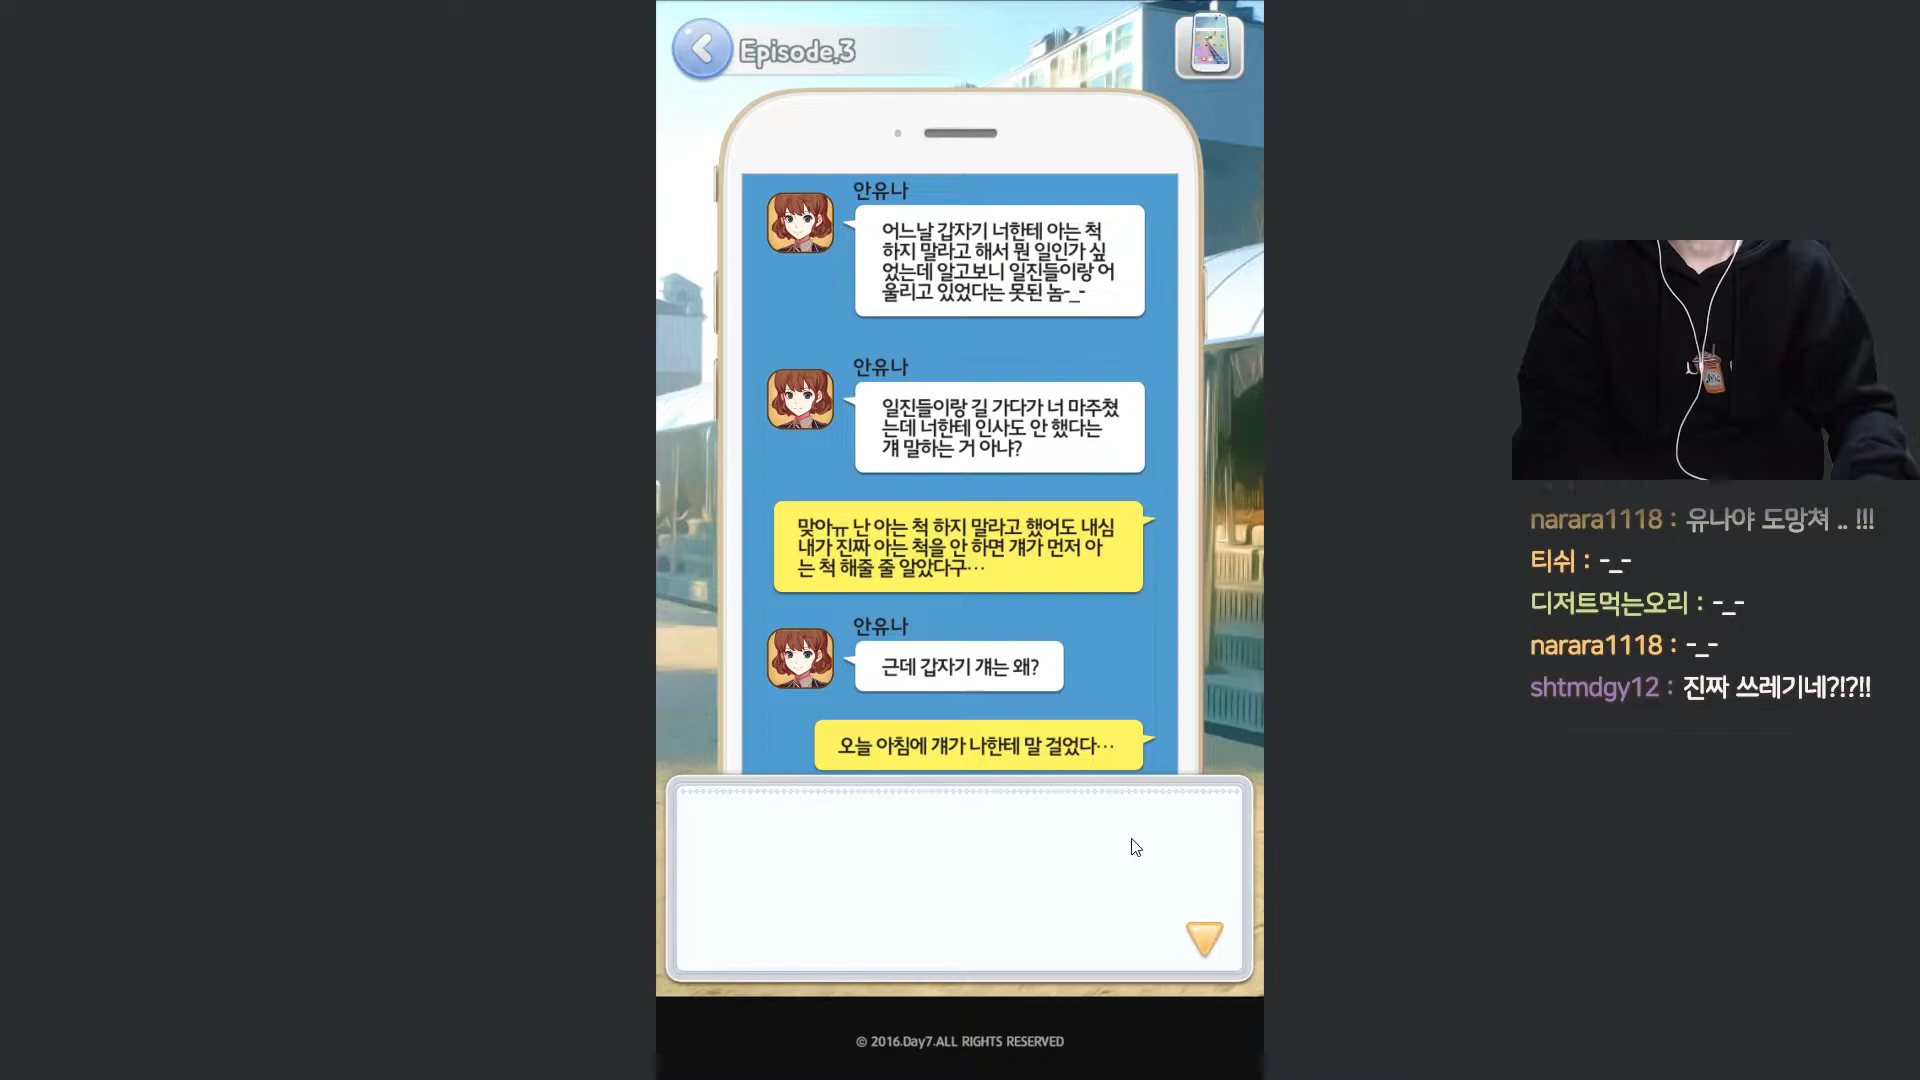 Episode.3
안유나
어느날 갑자기 너한테 아는 척
하지 말라고 해서 뭔 일인가 싶
었는데 알고보니 일진들이랑 어
울리고 있었다는 못된 놈-_-
안유나
일진들이랑 길 가다가 너 마주쳤
는데 너한테 인사도 안 했다는
걔 말하는 거 아냐?
맞아ㅠ 난 아는 척 하지 말라고 했어도 내심
내가 진짜 아는 척을 안 하면 걔가 먼저 아
는 척 해줄 줄 알았다구…
안유나
근데 갑자기 걔는 왜?
오늘 아침에 걔가 나한테 말 걸었다…
© 2016.Day7.ALL RIGHTS RESERVED
narara1118 : 유나야 도망쳐 .. !!!
티쉬 : -_-
디저트먹는오리 : -_-
narara1118 : -_-
shtmdgy12 : 진짜 쓰레기네?!?!!